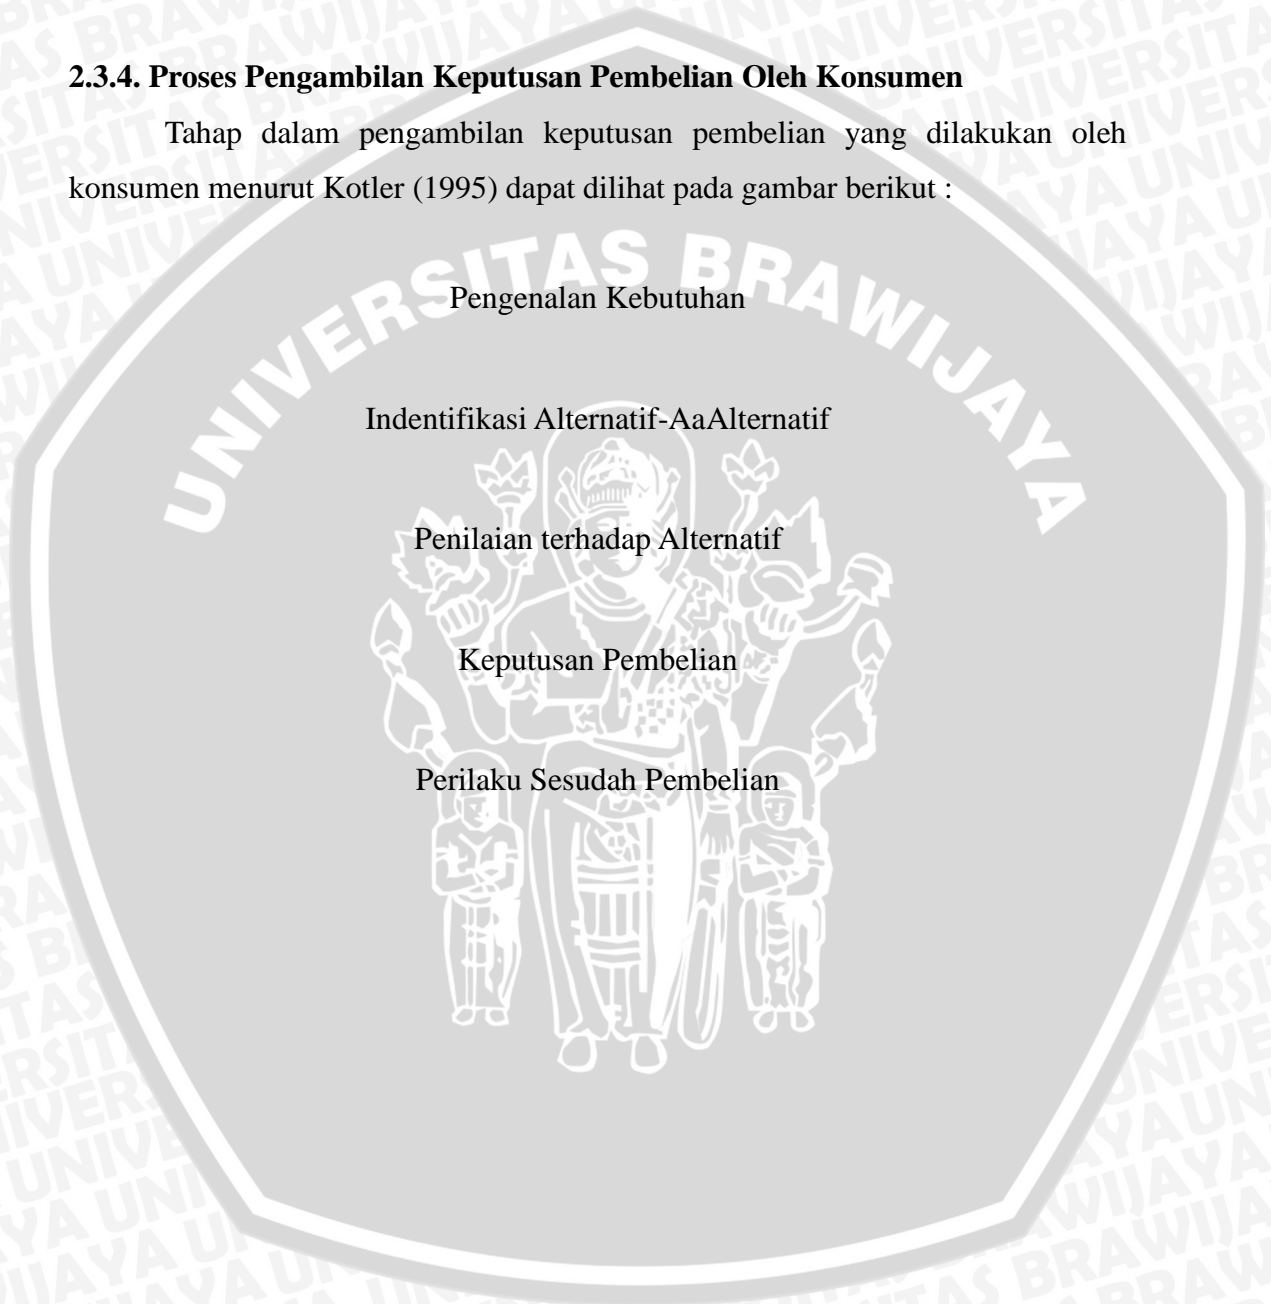 2.3.4. Proses Pengambilan Keputusan Pembelian Oleh Konsumen
Tahap dalam pengambilan keputusan pembelian yang dilakukan oleh
konsumen menurut Kotler (1995) dapat dilihat pada gambar berikut :
UNIVERSITAS BRAWIJAYA
Pengenalan Kebutuhan
Indentifikasi Alternatif-AaAlternatif
Penilaian terhadap Alternatif
Keputusan Pembelian
Perilaku Sesudah Pembelian